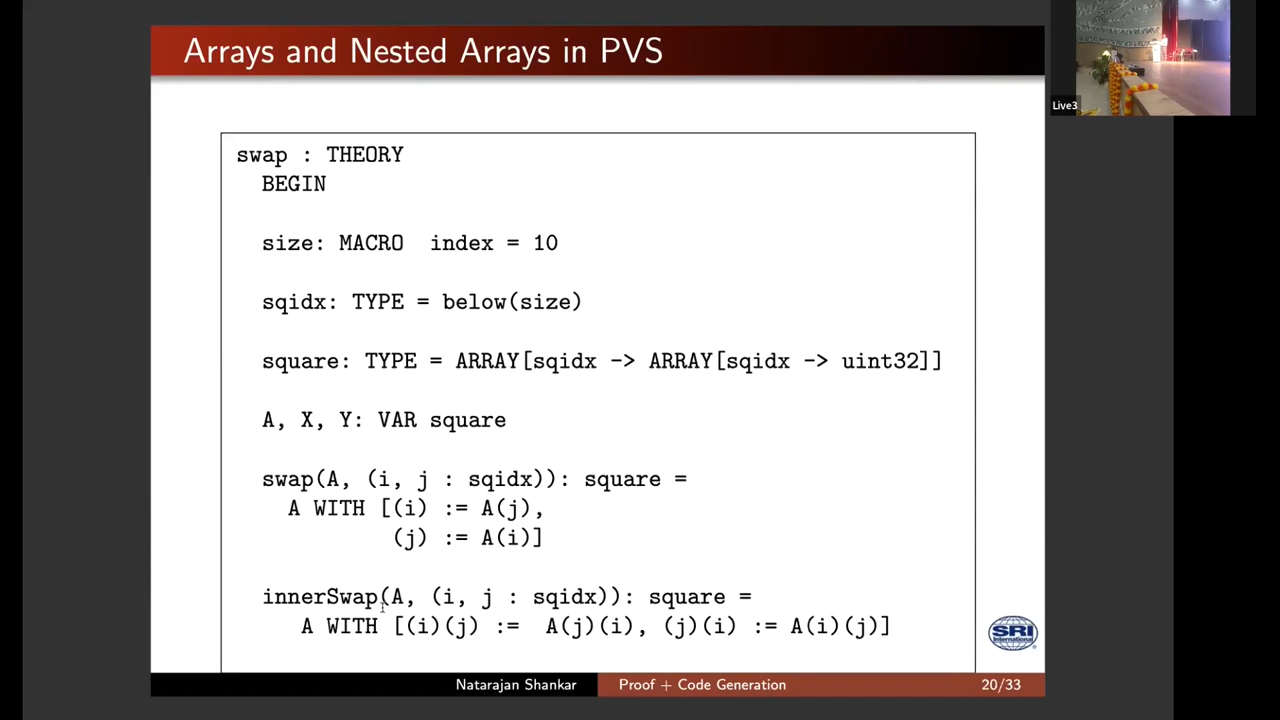 Arrays and Nested Arrays in PVS
Live3
swap : THEORY
BEGIN
size: MACRO index = 10
sqidx: TYPE = below(size)
square: TYPE = ARRAY[sqidx -> ARRAY[sqidx -> uint32]]
A, X, Y: VAR square
swap(A, (i, j : sqidx)): square =
A WITH [(i) := A(j),
(j) := A(i)]
innerSwap(A, (i, j : sqidx)): square =
A WITH [(i)(j) := A(j)(i), (j)(i) := A(i)(j)]
SRI
International
Natarajan Shankar
Proof + Code Generation
20/33